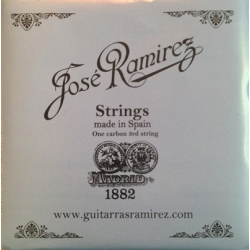 José Ramirez
Strings
made in Spain
One carbon 3rd string
MADRID
1882
www.guitarrasramirez.com